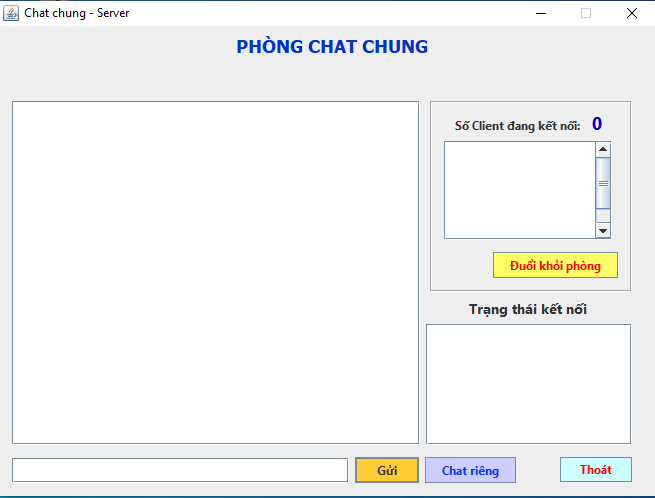 Chat chung - Server
PHÒNG CHAT CHUNG
Số Client đang kết nối: 0
Đuổi khỏi phòng
Trạng thái kết nối
Gửi
Chat riêng
Thoát